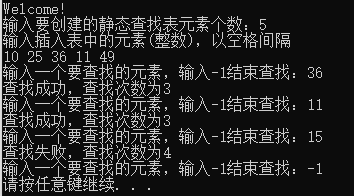 Welcome!
输入要创建的静态查找表元素个数：5
输入插入表中的元素(整数)，以空格间隔
10 25 36 11 49
输入一个要查找的元素，输入-1结束查找：36
查找成功，查找次数为3
输入一个要查找的元素，输入-1结束查找：11
查找成功，查找次数为3
输入一个要查找的元素，输入-1结束查找：15
查找失败，查找次数为4
输入一个要查找的元素，输入-1结束查找：-1
请按任意键继续. . .